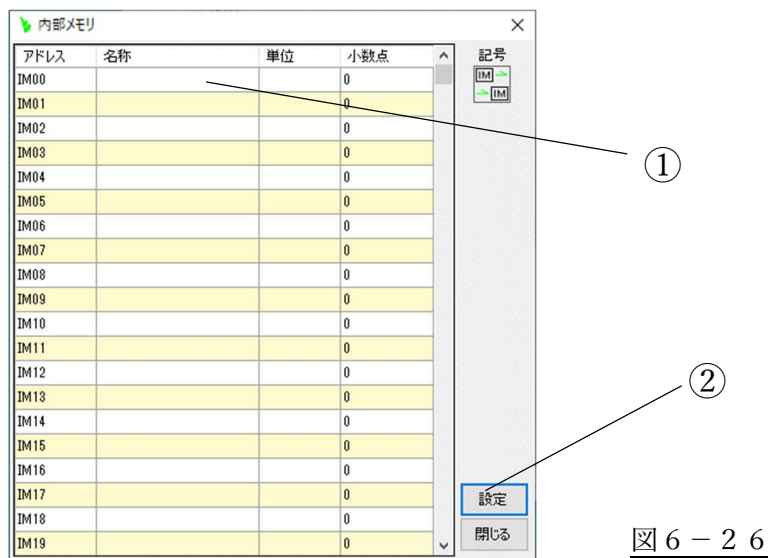 内部メモリ ×
アドレス 名称 単位 小数点 記号
IM00 0 IM
IM01 0 IM
IM02 0
IM03 0
IM04 0 ①
IM05 0
IM06 0
IM07 0
IM08 0
IM09 0
IM10 0
IM11 0
IM12 0 ②
IM13 0
IM14 0
IM15 0
IM16 0
IM17 0 設定
IM18 0 閉じる
IM19 0 図6-26